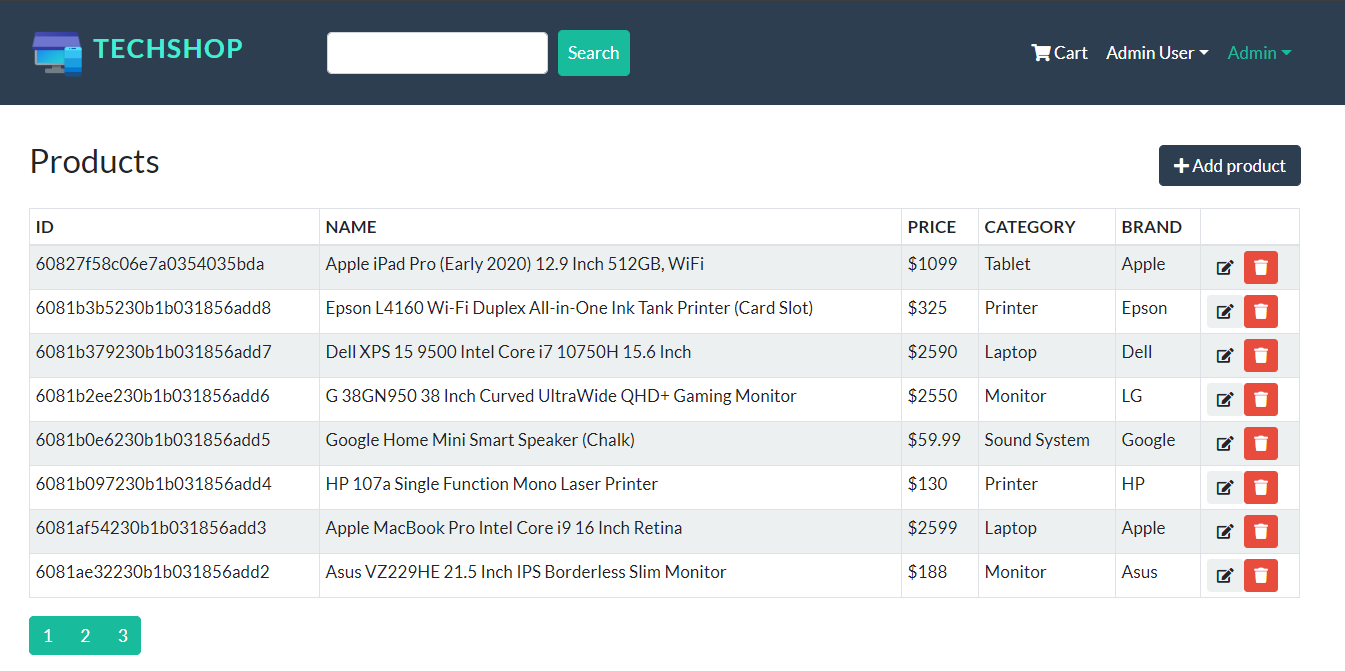 TECHSHOP Search Cart Admin User Admin
Products Add product
ID NAME PRICE CATEGORY BRAND
60827f58c06e7a0354035bda Apple iPad Pro (Early 2020) 12.9 Inch 512GB, WiFi $1099 Tablet Apple
6081b3b5230b1b031856add8 Epson L4160 Wi-Fi Duplex All-in-One Ink Tank Printer (Card Slot) $325 Printer Epson
6081b379230b1b031856add7 Dell XPS 15 9500 Intel Core i7 10750H 15.6 Inch $2590 Laptop Dell
6081b2ee230b1b031856add6 G 38GN950 38 Inch Curved UltraWide QHD+ Gaming Monitor $2550 Monitor LG
6081b0e6230b1b031856add5 Google Home Mini Smart Speaker (Chalk) $59.99 Sound System Google
6081b097230b1b031856add4 HP 107a Single Function Mono Laser Printer $130 Printer HP
6081af54230b1b031856add3 Apple MacBook Pro Intel Core i9 16 Inch Retina $2599 Laptop Apple
6081ae32230b1b031856add2 Asus VZ229HE 21.5 Inch IPS Borderless Slim Monitor $188 Monitor Asus
1 2 3